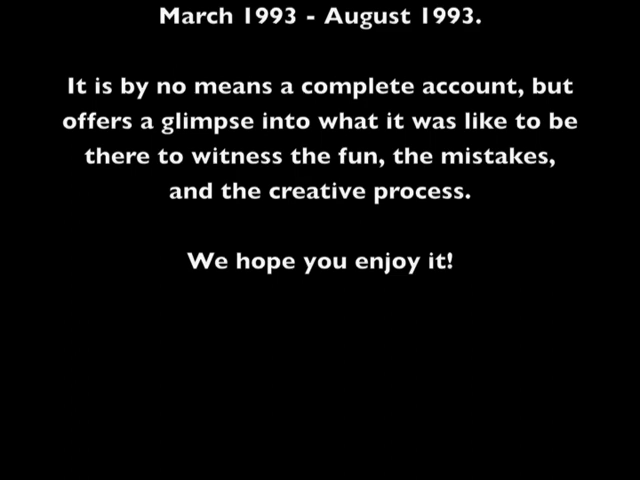 March 1993 - August 1993.
It is by no means a complete account, but
offers a glimpse into what it was like to be
there to witness the fun, the mistakes,
and the creative process.
We hope you enjoy it!